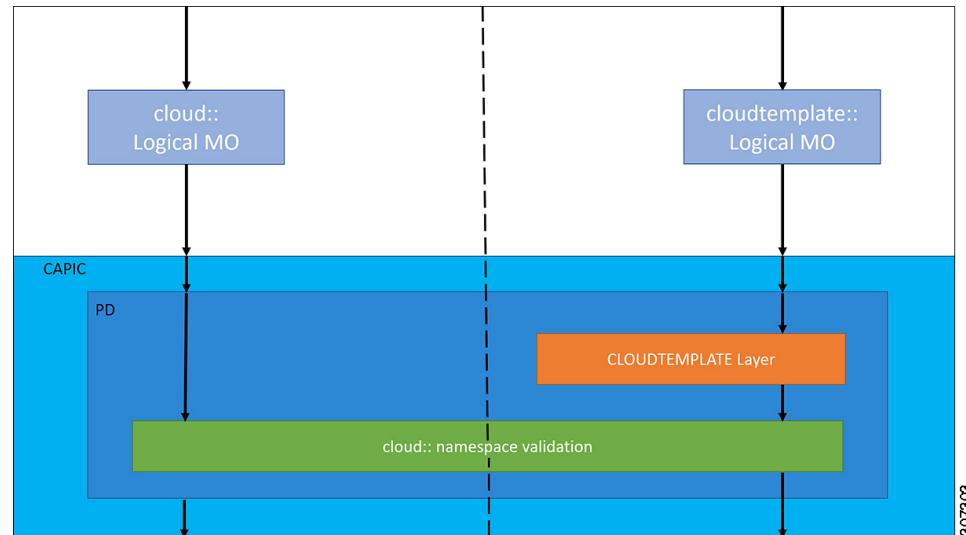 cloud::
Logical MO
cloudtemplate::
Logical MO
CAPIC
PD
CLOUDTEMPLATE Layer
cloud:: namespace validation